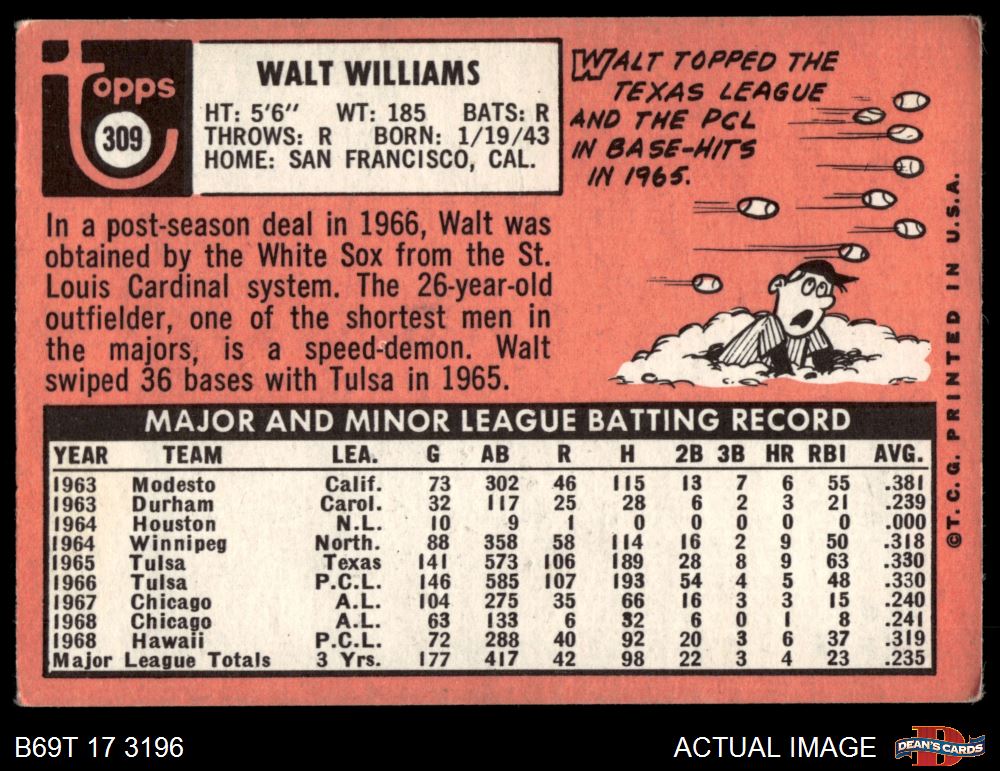 topps
309
WALT WILLIAMS
HT: 5'6" WT: 185 BATS: R
THROWS: R BORN: 1/19/43
HOME: SAN FRANCISCO, CAL.
WALT TOPPED THE
TEXAS LEAGUE
AND THE PCL
IN BASE-HITS
IN 1965.
In a post-season deal in 1966, Walt was
obtained by the White Sox from the St.
Louis Cardinal system. The 26-year-old
outfielder, one of the shortest men in
the majors, is a speed-demon. Walt
swiped 36 bases with Tulsa in 1965.
MAJOR AND MINOR LEAGUE BATTING RECORD
YEAR TEAM LEA. G AB R H 2B 3B HR RBI AVG.
1963 Modesto Calif. 73 302 46 115 13 7 6 55 .381
1963 Durham Carol. 32 117 25 28 6 2 3 21 .239
1964 Houston N.L. 10 9 1 0 0 0 0 0 .000
1964 Winnipeg North. 88 358 58 114 16 2 9 50 .318
1965 Tulsa Texas 141 573 106 189 28 8 9 63 .330
1966 Tulsa P.C.L. 146 585 107 193 54 4 5 48 .330
1967 Chicago A.L. 104 275 35 66 16 3 3 15 .240
1968 Chicago A.L. 63 133 6 32 6 0 1 8 .241
1968 Hawaii P.C.L. 72 288 40 92 20 3 6 37 .319
Major League Totals 3 Yrs. 177 417 42 98 22 3 4 23 .235
©T. C. G. PRINTED IN U.S.A.
B69T 17 3196
ACTUAL IMAGE
D
DEAN'S CARDS